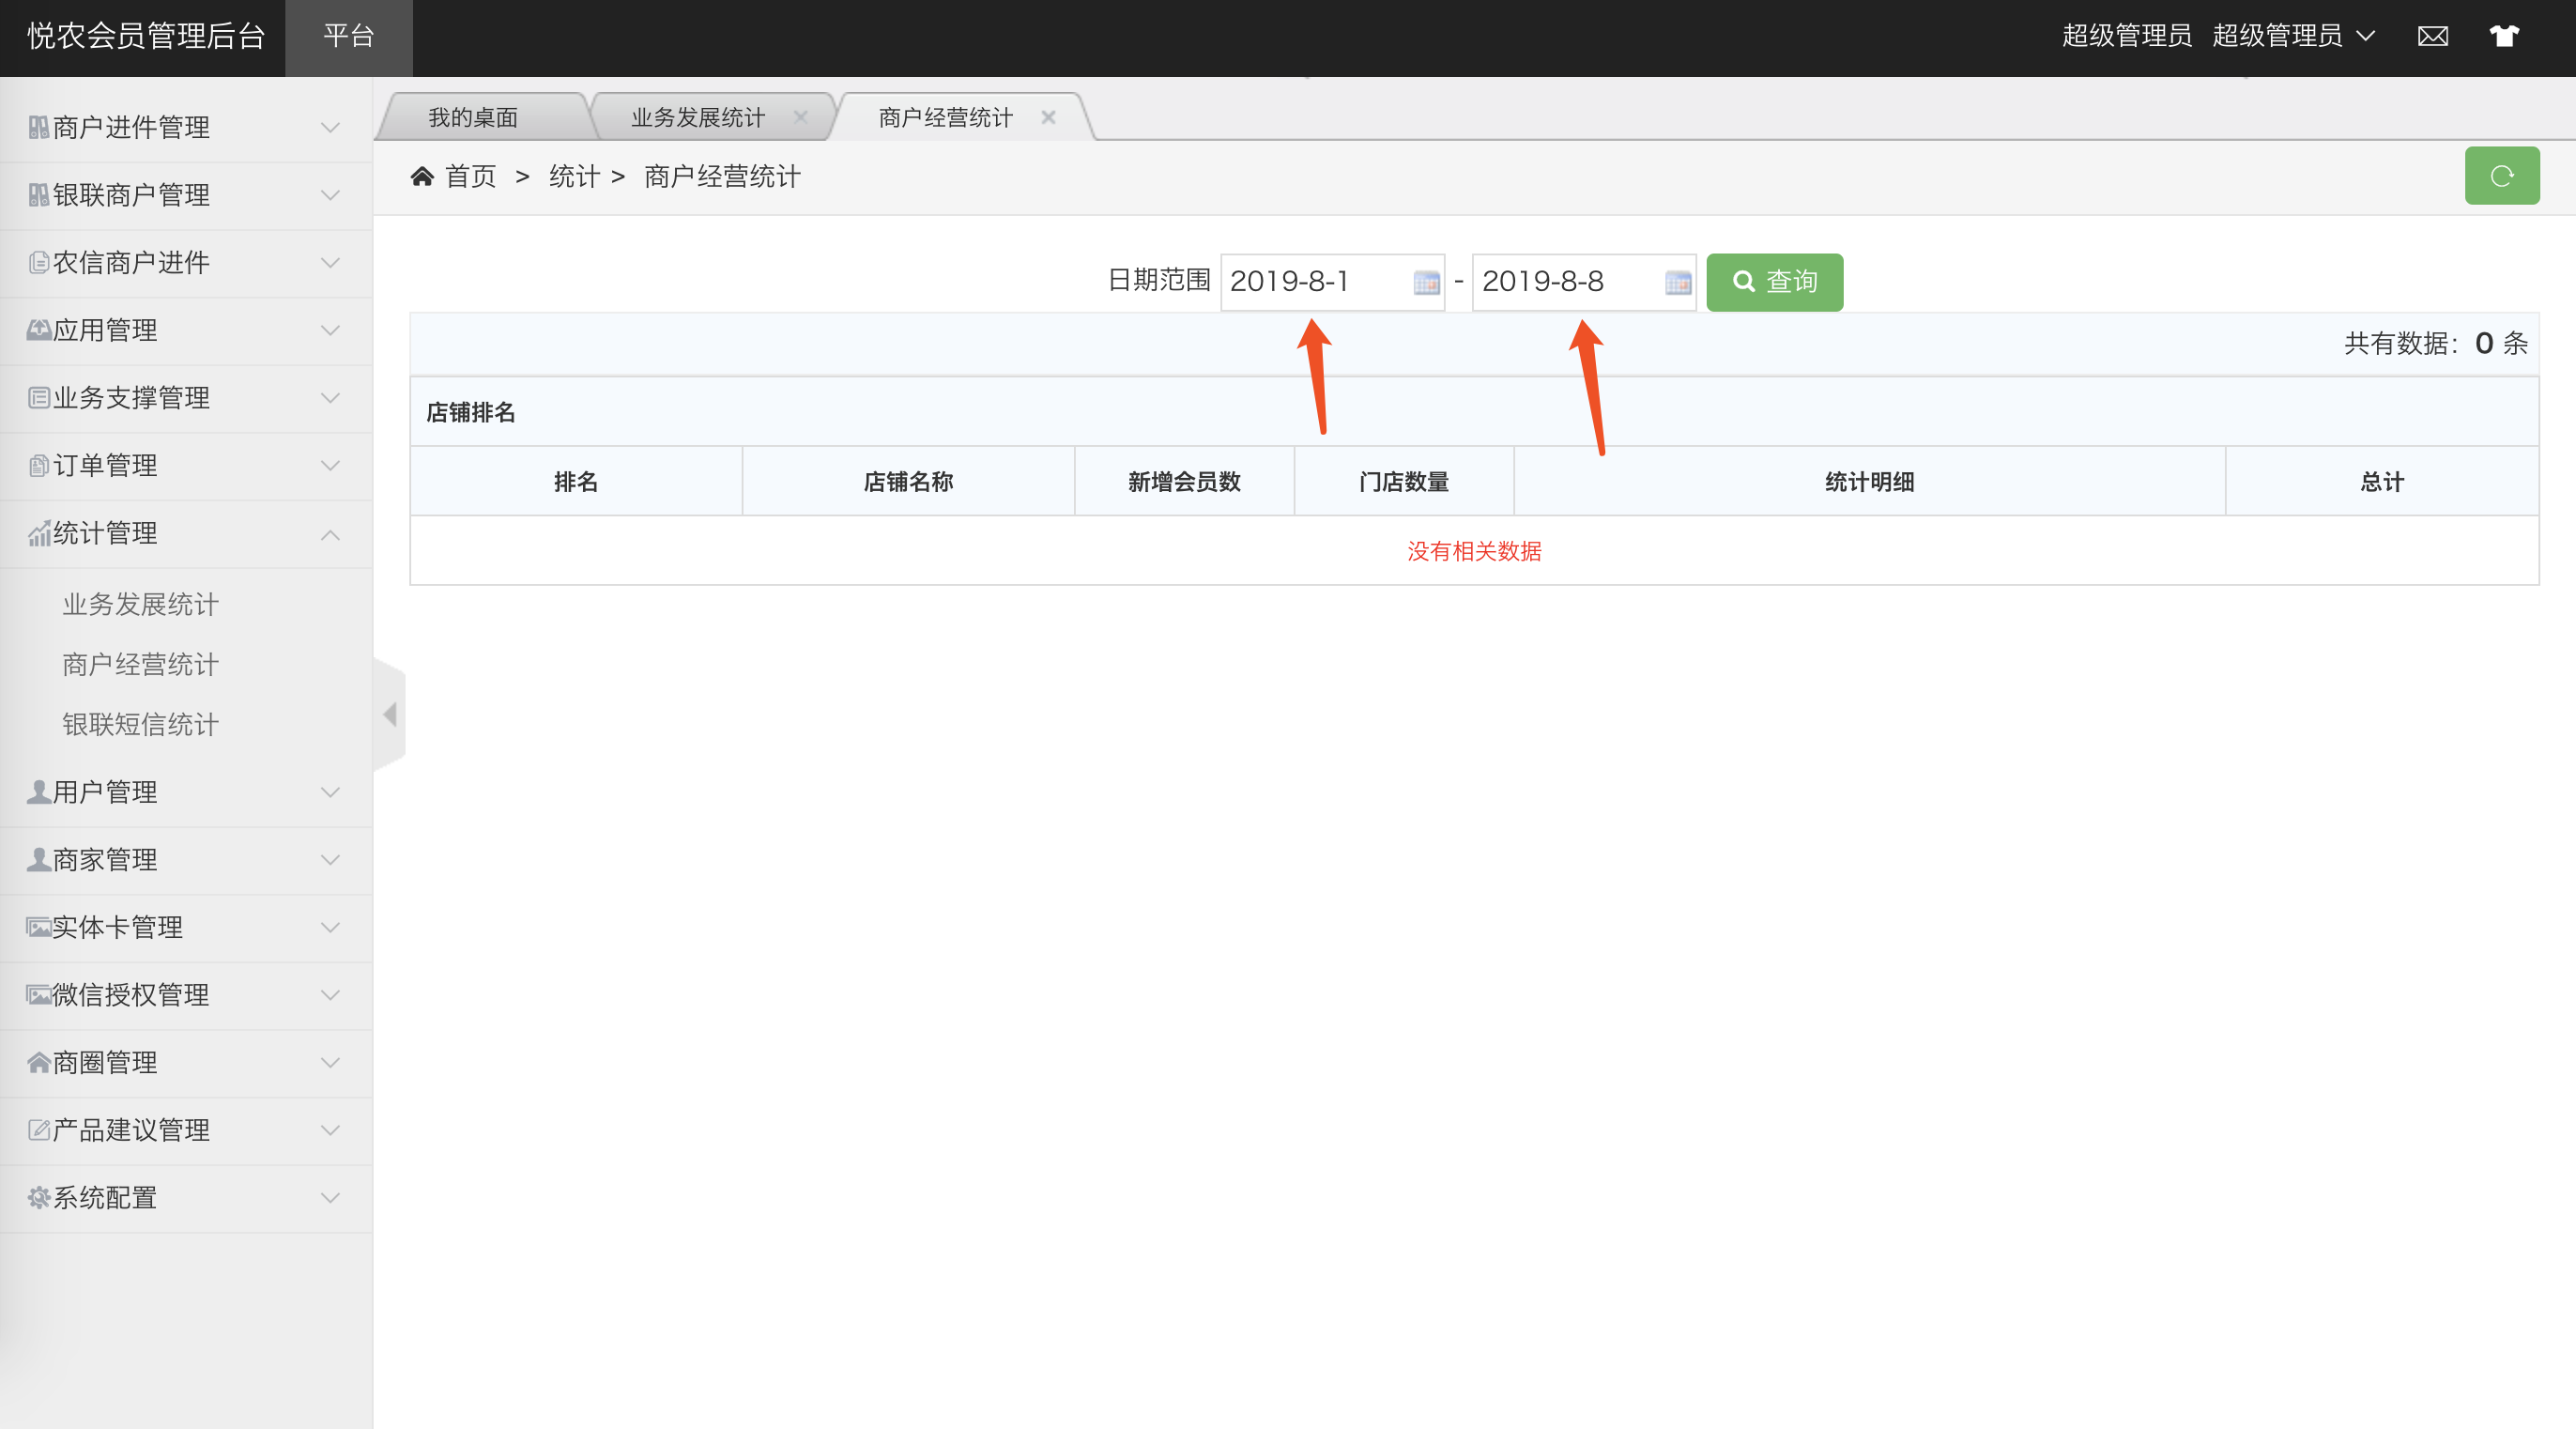 悦农会员管理后台 平台 超级管理员 超级管理员
我的桌面 业务发展统计 商户经营统计
首页 > 统计 > 商户经营统计
日期范围 2019-8-1 - 2019-8-8 查询
共有数据：0 条
店铺排名
排名 店铺名称 新增会员数 门店数量 统计明细 总计
没有相关数据
商户进件管理
银联商户管理
农信商户进件
应用管理
业务支撑管理
订单管理
统计管理
业务发展统计
商户经营统计
银联短信统计
用户管理
商家管理
实体卡管理
微信授权管理
商圈管理
产品建议管理
系统配置